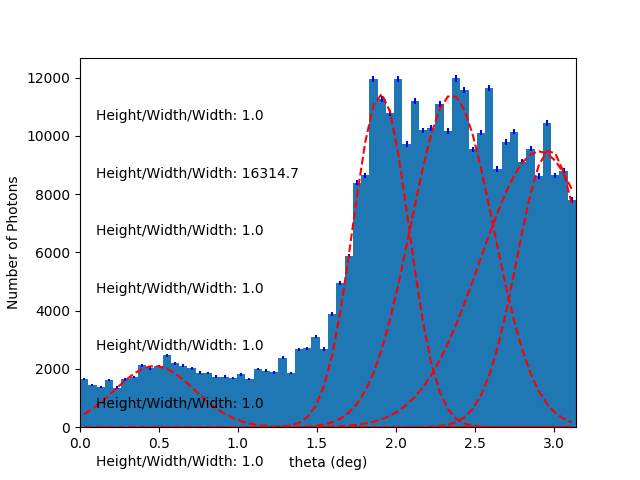 12000
10000
8000
6000
4000
2000
0
Number of Photons
Height/Width/Width: 1.0
Height/Width/Width: 16314.7
Height/Width/Width: 1.0
Height/Width/Width: 1.0
Height/Width/Width: 1.0
Height/Width/Width: 1.0
Height/Width/Width: 1.0
0.0 0.5 1.0 1.5 2.0 2.5 3.0
theta (deg)